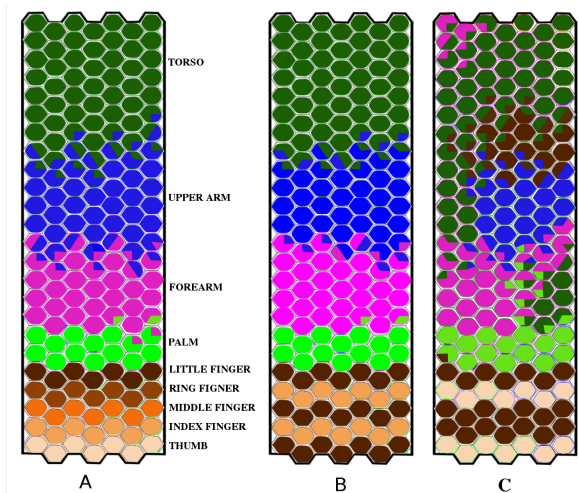 TORSO
UPPER ARM
FOREARM
PALM
LITTLE FINGER
RING FIGNER
MIDDLE FINGER
INDEX FINGER
THUMB
A
B
C